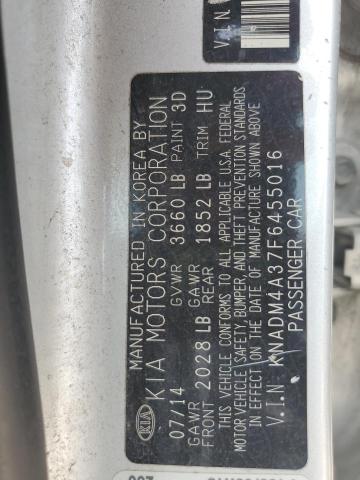 MANUFACTURED IN KOREA BY
KIA KIA MOTORS CORPORATION
07/14 GVWR 3660 LB PAINT 3D
GAWR GAWR
FRONT 2028 LB REAR 1852 LB TRIM HU
THIS VEHICLE CONFORMS TO ALL APPLICABLE U.S.A. FEDERAL
MOTOR VEHICLE SAFETY, BUMPER, AND THEFT PREVENTION STANDARDS
IN EFFECT ON THE DATE OF MANUFACTURE SHOWN ABOVE
V.I.N KNADM4A37F6455016
PASSENGER CAR
V.I.N